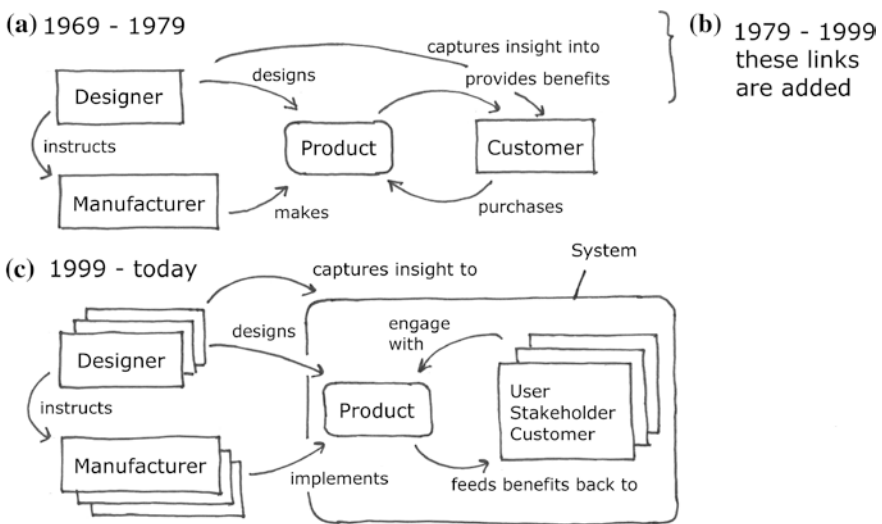 (a) 1969 - 1979
captures insight into
(b) 1979 - 1999
these links
are added
designs
provides benefits
Designer
instructs
Product
Customer
Manufacturer
makes
purchases
(c) 1999 - today
captures insight to
System
designs
engage
with
Designer
instructs
Product
User
Stakeholder
Customer
Manufacturer
implements
feeds benefits back to